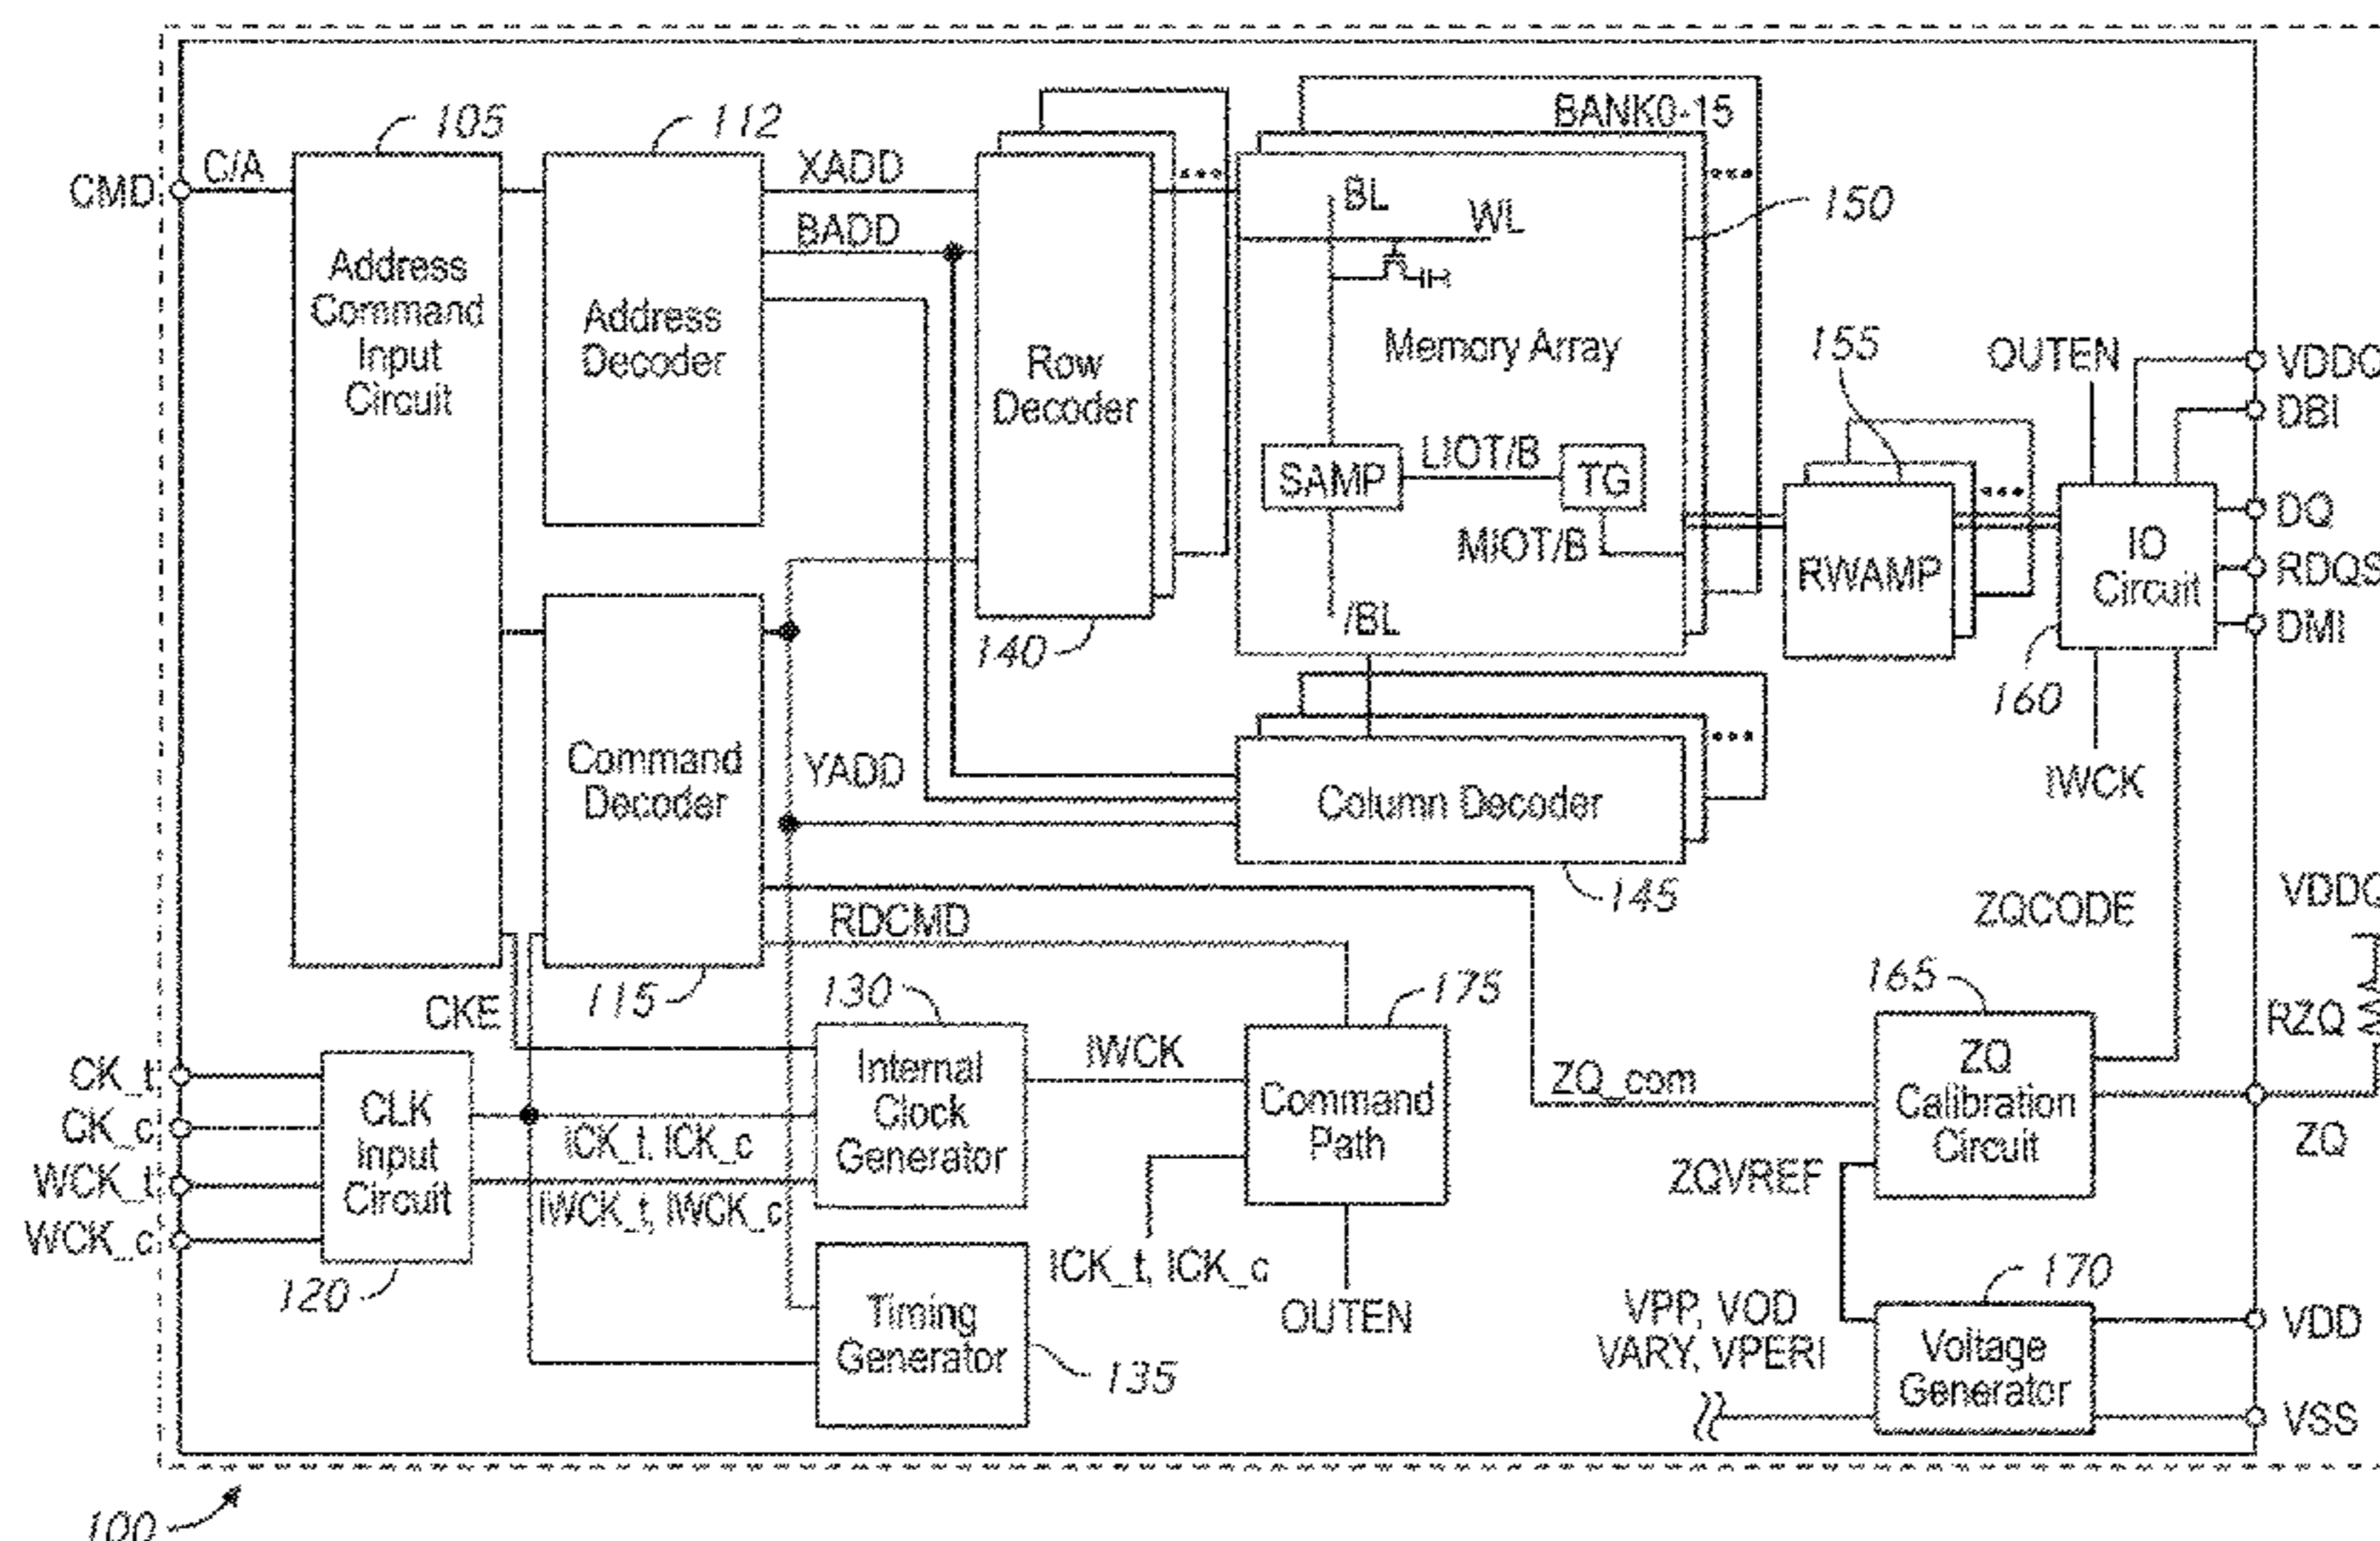 105
112
BANK0-15
CMD
C/A
XADD
BADD
BL
WL
150
Address
Command
Input
Circuit
Address
Decoder
Row
Decoder
Memory Array
155
OUTEN
DBI
SAMP
LIOT/B
TG
MIOT/B
/BL
RWAMP
IO
Circuit
DQ
DMI
140
160
IWCK
Command
Decoder
YADD
Column Decoder
145
ZQCODE
RDCMD
115
130
175
165
RZQ
CKE
CK_t
CK_c
WCK_t
WCK_c
CLK
Input
Circuit
120
ICK_t, ICK_c
IWCK_t, IWCK_c
Internal
Clock
Generator
IWCK
Command
Path
ZQ_com
ZQ
Calibration
Circuit
ZQ
ZQVREF
ICK_t, ICK_c
OUTEN
Timing
Generator
135
VPP, VOD
VARY, VPERI
170
Voltage
Generator
VDD
VSS
100